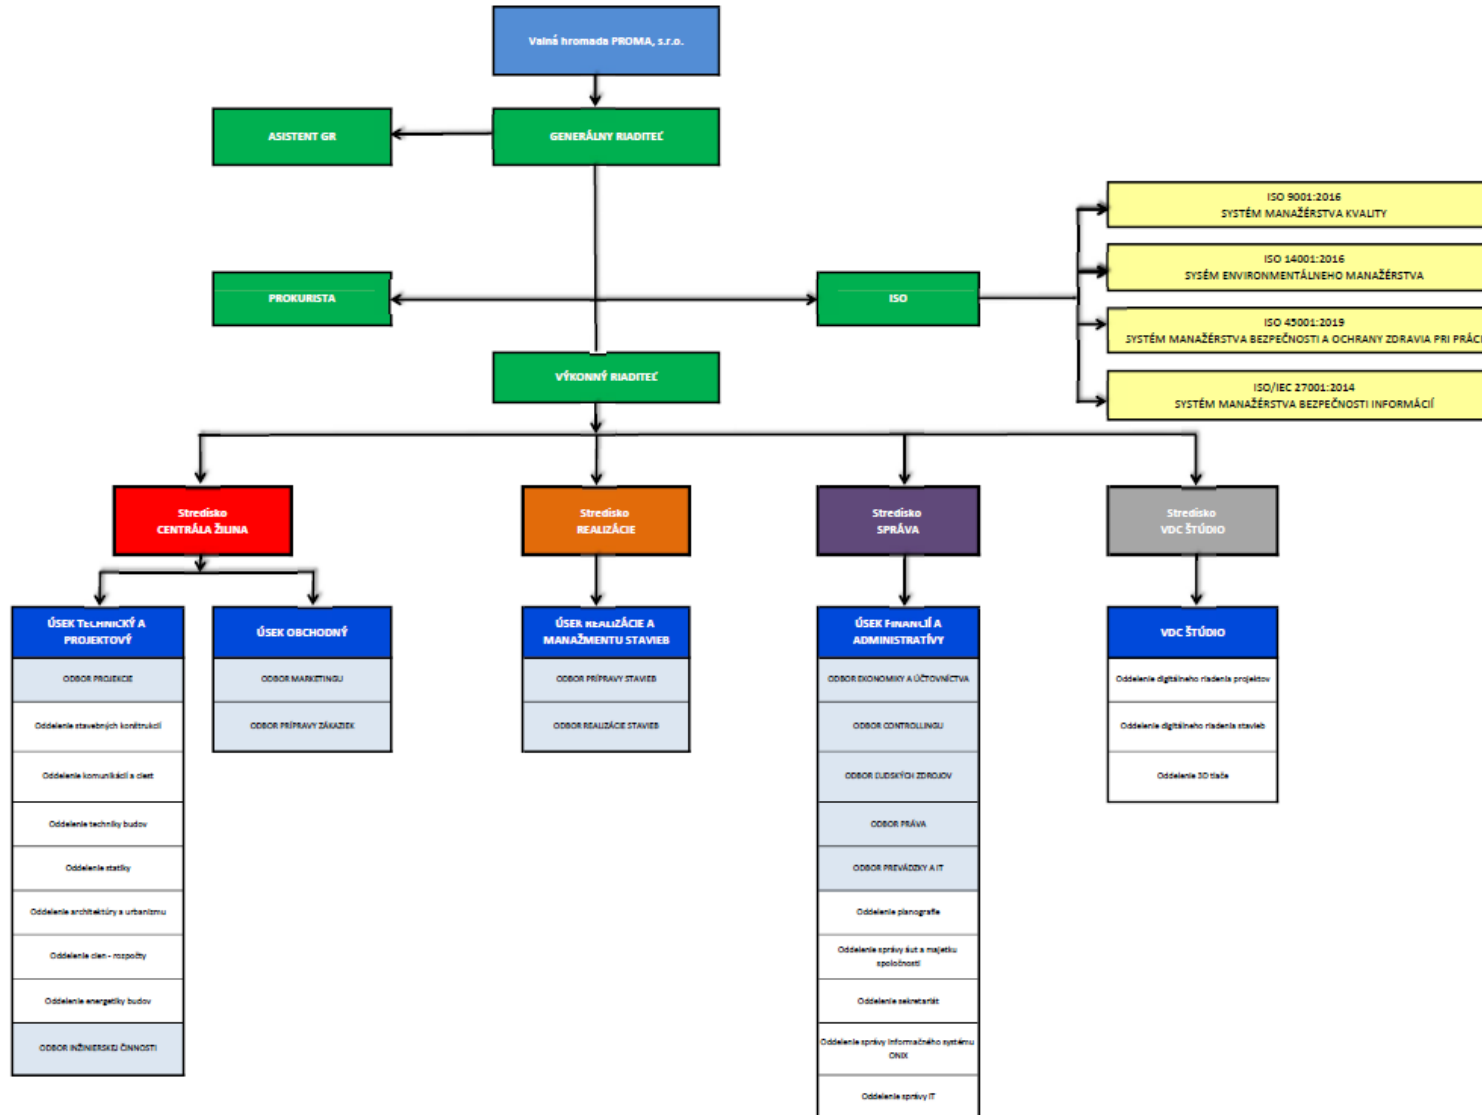 Valná hromada PROMA, s.r.o.
ASISTENT GR
GENERÁLNY RIADITEĽ
ISO 9001:2016
SYSTÉM MANAŽÉRSTVA KVALITY
ISO 14001:2016
SYSÉM ENVIRONMENTÁLNEHO MANAŽÉRSTVA
PROKURISTA
ISO
ISO 45001:2019
SYSTÉM MANAŽÉRSTVA BEZPEČNOSTI A OCHRANY ZDRAVIA PRI PRÁCI
VÝKONNÝ RIADITEĽ
ISO/IEC 27001:2014
SYSTÉM MANAŽÉRSTVA BEZPEČNOSTI INFORMÁCIÍ
Stredisko
CENTRÁLA ŽILINA
Stredisko
REALIZÁCIE
Stredisko
SPRÁVA
Stredisko
VDC ŠTÚDIO
ÚSEK TECHNICKÝ A
PROJEKTOVÝ
ODBOR PROJEKCIE
Oddelenie stavebných konštrukcií
Oddelenie komunikácií a ciest
Oddelenie techniky budov
Oddelenie statiky
Oddelenie architektúry a urbanizmu
Oddelenie cien - rozpočty
Oddelenie energetiky budov
ODBOR INŽINIERSKEJ ČINNOSTI
ÚSEK OBCHODNÝ
ODBOR MARKETINGU
ODBOR PRÍPRAVY ZÁKAZIEK
ÚSEK REALIZÁCIE A
MANAŽMENTU STAVIEB
ODBOR PRÍPRAVY STAVIEB
ODBOR REALIZÁCIE STAVIEB
ÚSEK FINANCIÍ A
ADMINISTRATÍVY
ODBOR EKONOMIKY A ÚČTOVNÍCTVA
ODBOR CONTROLLINGU
ODBOR ĽUDSKÝCH ZDROJOV
ODBOR PRÁVA
ODBOR PREVÁDZKY A IT
Oddelenie planografie
Oddelenie správy áut a majetku
spoločnosti
Oddelenie sekretariát
Oddelenie správy Informačného systému
ONIX
Oddelenie správy IT
VDC ŠTÚDIO
Oddelenie digitálneho riadenia projektov
Oddelenie digitálneho riadenia stavieb
Oddelenie 3D tlače